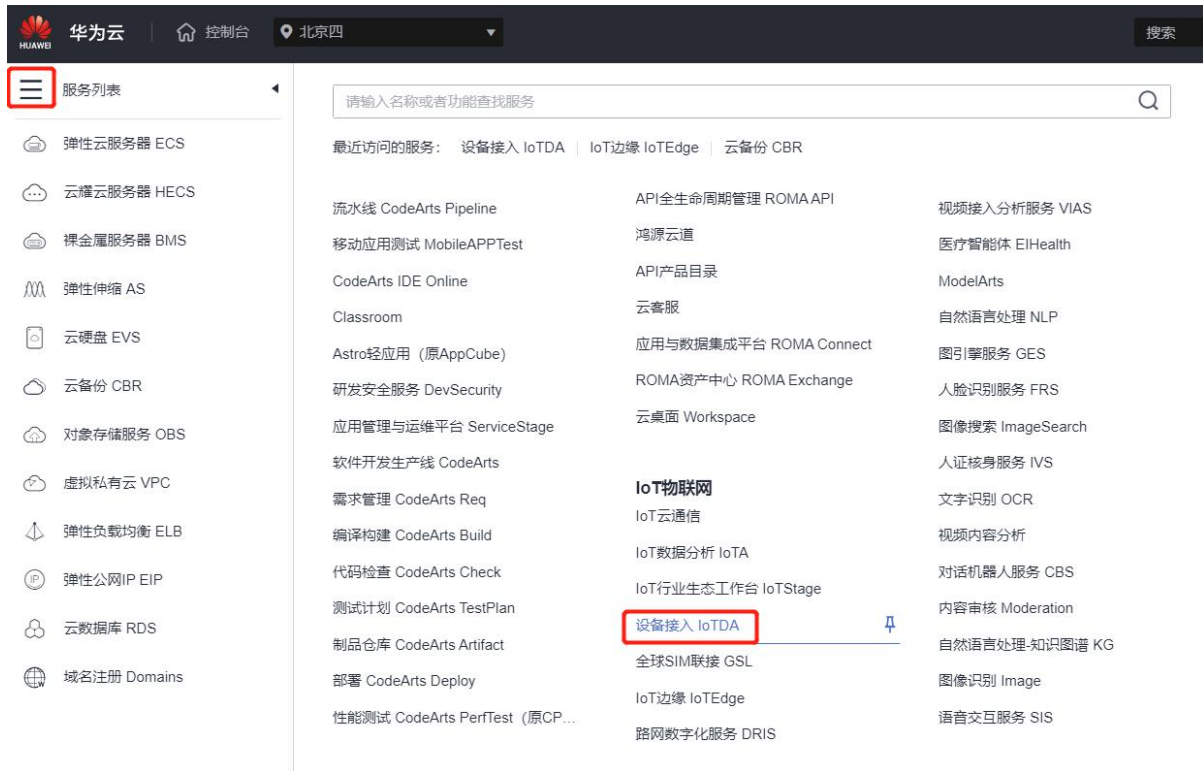 HUAWEI
华为云
控制台
北京四
搜索
服务列表
弹性云服务器 ECS
云耀云服务器 HECS
裸金属服务器 BMS
弹性伸缩 AS
云硬盘 EVS
云备份 CBR
对象存储服务 OBS
虚拟私有云 VPC
弹性负载均衡 ELB
IP
弹性公网IP EIP
云数据库 RDS
域名注册 Domains
请输入名称或者功能查找服务
最近访问的服务： 设备接入 IoTDA IoT边缘 IoTEdge 云备份 CBR
流水线 CodeArts Pipeline
移动应用测试 MobileAPPTest
CodeArts IDE Online
Classroom
Astro轻应用（原AppCube）
研发安全服务 DevSecurity
应用管理与运维平台 ServiceStage
软件开发生产线 CodeArts
需求管理 CodeArts Req
编译构建 CodeArts Build
代码检查 CodeArts Check
测试计划 CodeArts TestPlan
制品仓库 CodeArts Artifact
部署 CodeArts Deploy
性能测试 CodeArts PerfTest（原CP...
API全生命周期管理 ROMA API
鸿源云道
API产品目录
云客服
应用与数据集成平台 ROMA Connect
ROMA资产中心 ROMA Exchange
云桌面 Workspace
IoT物联网
IoT云通信
IoT数据分析 IoTA
IoT行业生态工作台 IoTStage
设备接入 IoTDA
全球SIM联接 GSL
IoT边缘 IoTEdge
路网数字化服务 DRIS
视频接入分析服务 VIAS
医疗智能体 EIHealth
ModelArts
自然语言处理 NLP
图引擎服务 GES
人脸识别服务 FRS
图像搜索 ImageSearch
人证核身服务 IVS
文字识别 OCR
视频内容分析
对话机器人服务 CBS
内容审核 Moderation
自然语言处理-知识图谱 KG
图像识别 Image
语音交互服务 SIS